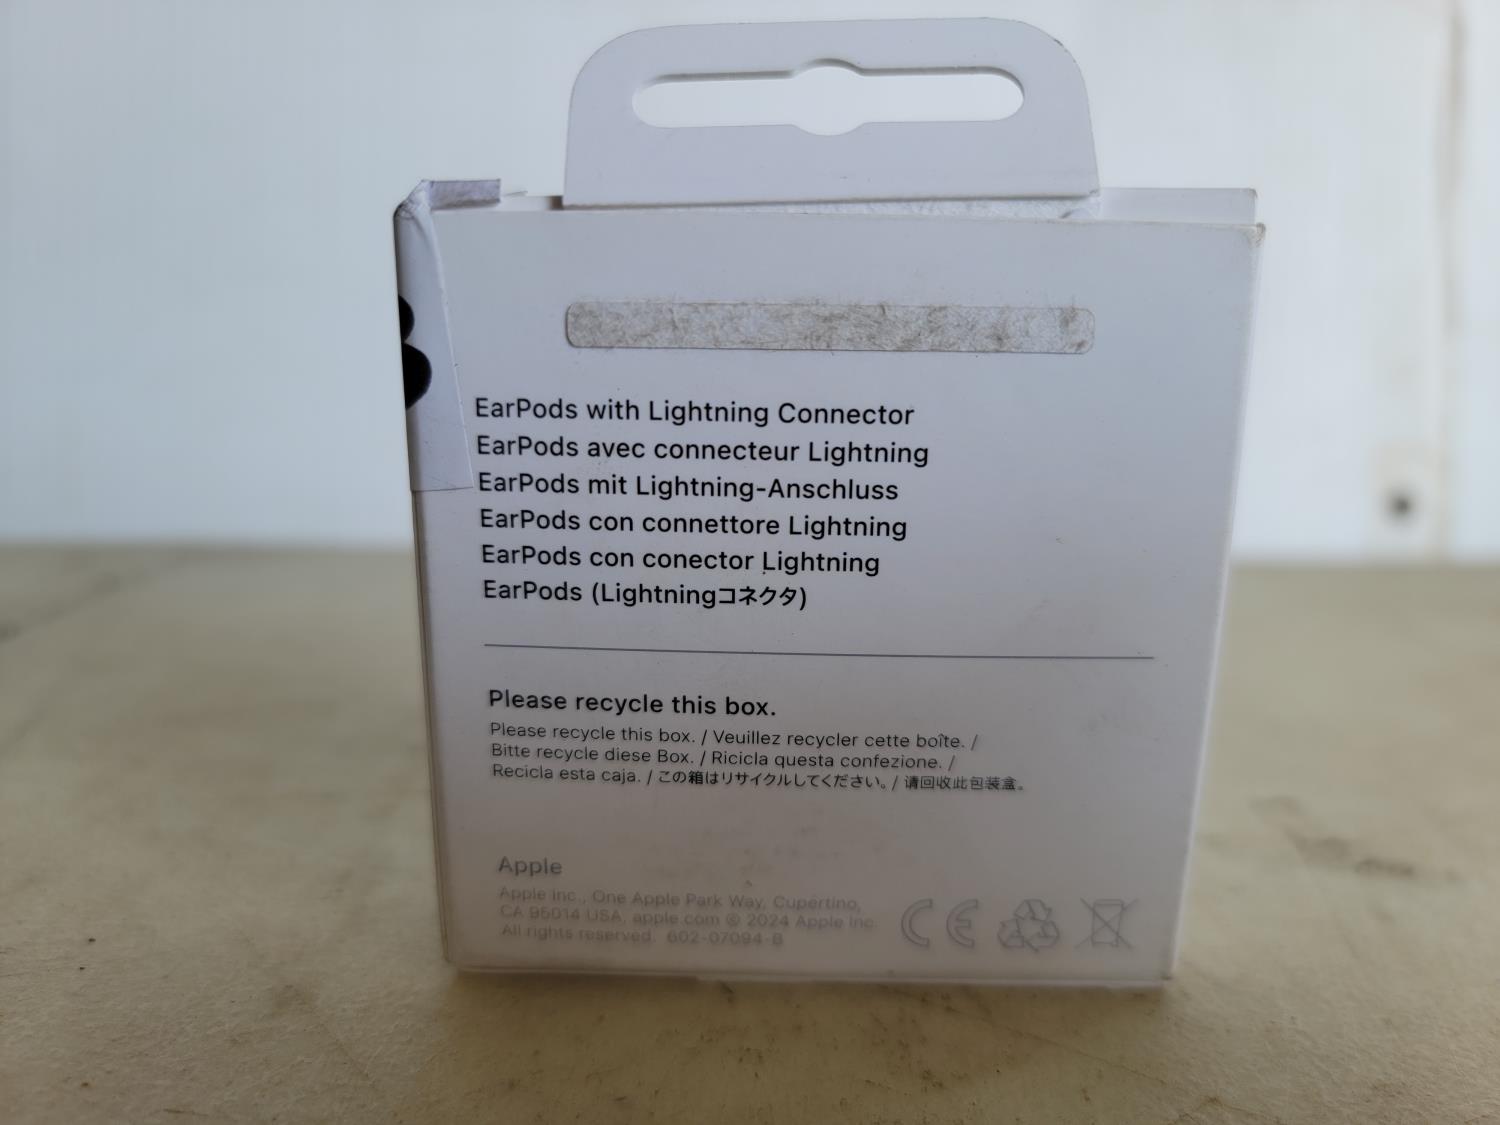 EarPods with Lightning Connector
EarPods avec connecteur Lightning
EarPods mit Lightning-Anschluss
EarPods con connettore Lightning
EarPods con conector Lightning
EarPods (Lightningコネクタ)
Please recycle this box.
Please recycle this box. / Veuillez recycler cette boîte. /
Bitte recycle diese Box. / Ricicla questa confezione. /
Recicla esta caja. / この箱はリサイクルしてください。/ 请回收此包装盒。
Apple
Apple Inc., One Apple Park Way, Cupertino,
CA 95014 USA, apple.com © 2024 Apple Inc.
All rights reserved. 602-07094-B
CE